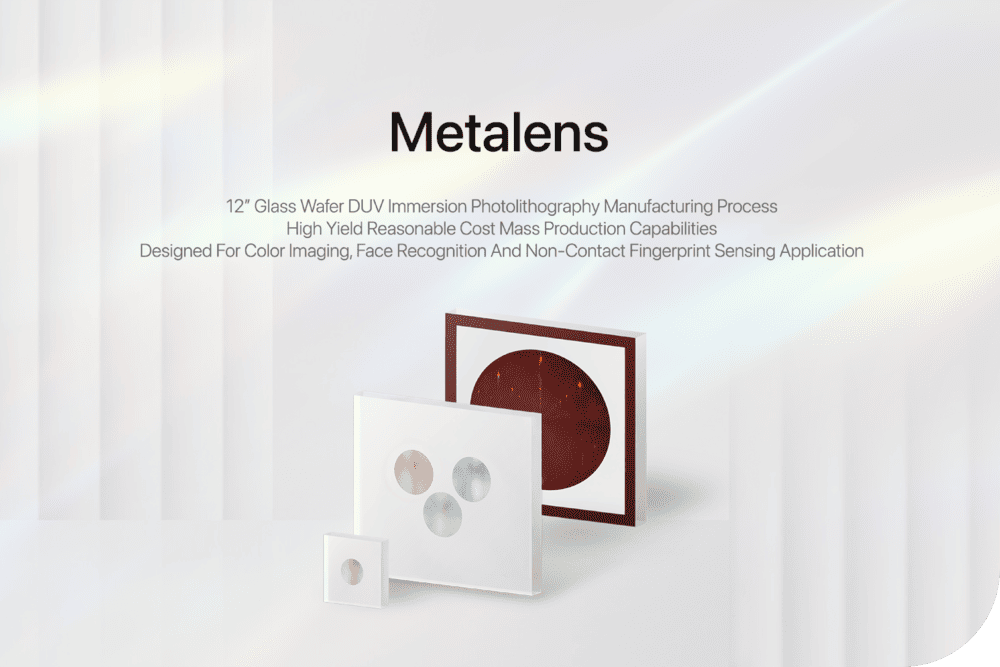 Metalens
12” Glass Wafer DUV Immersion Photolithography Manufacturing Process
High Yield Reasonable Cost Mass Production Capabilities
Designed For Color Imaging, Face Recognition And Non-Contact Fingerprint Sensing Application